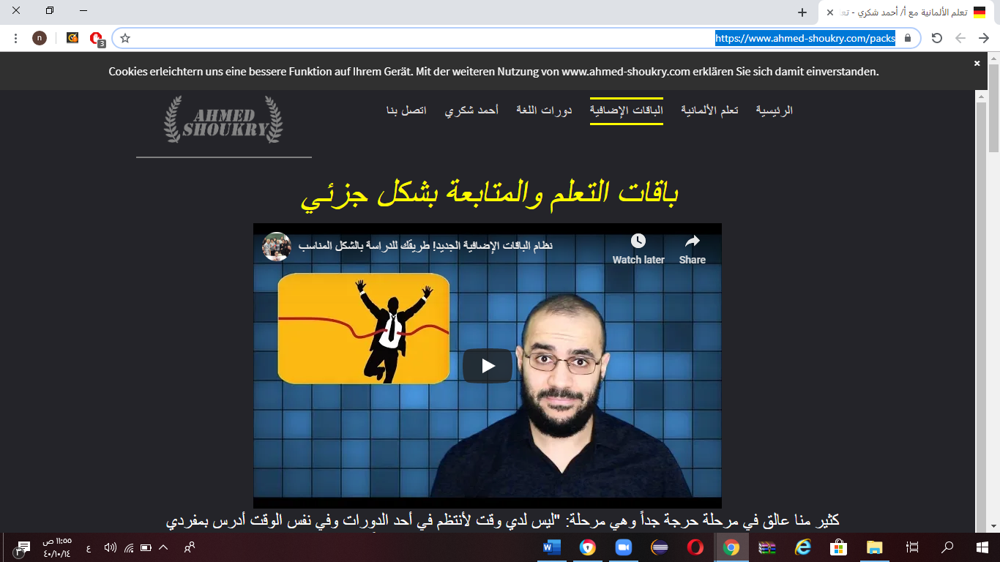 تعلم الألمانية مع أ/ أحمد شكري - تع
https://www.ahmed-shoukry.com/packs
n
3
Cookies erleichtern uns eine bessere Funktion auf Ihrem Gerät. Mit der weiteren Nutzung von www.ahmed-shoukry.com erklären Sie sich damit einverstanden.
AHMED
SHOUKRY
الرئيسية تعلم الألمانية الباقات الإضافية دورات اللغة أحمد شكري اتصل بنا
باقات التعلم والمتابعة بشكل جزئي
نظام الباقات الإضافية الجديد! طريقك للدراسة بالشكل المناسب
Watch later
Share
كثير منا عالق في مرحلة حرجة جداً وهي مرحلة: "ليس لدي وقت لأنتظم في أحد الدورات وفي نفس الوقت أدرس بمفردي
١١:٥٥ ص
٤٠/١٠/١٤
ع
٣